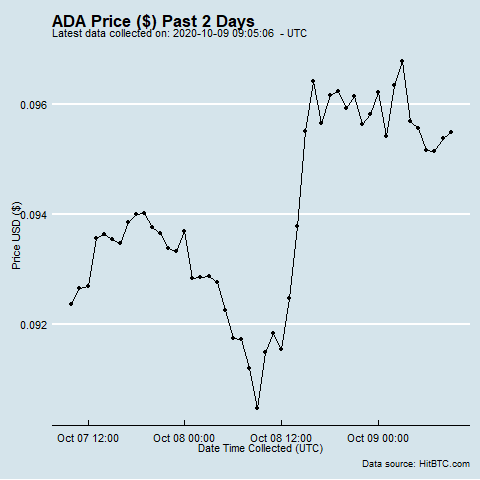 ADA Price ($) Past 2 Days
Latest data collected on: 2020-10-09 09:05:06 - UTC
0.096
0.094
0.092
Price USD ($)
Oct 07 12:00
Oct 08 00:00
Oct 08 12:00
Oct 09 00:00
Date Time Collected (UTC)
Data source: HitBTC.com